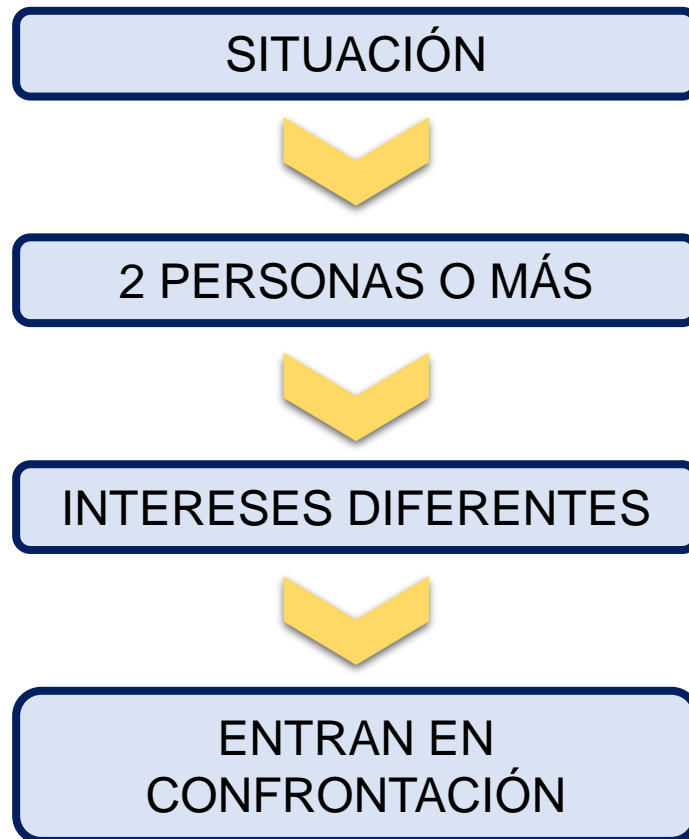 SITUACIÓN
2 PERSONAS O MÁS
INTERESES DIFERENTES
ENTRAN EN
CONFRONTACIÓN